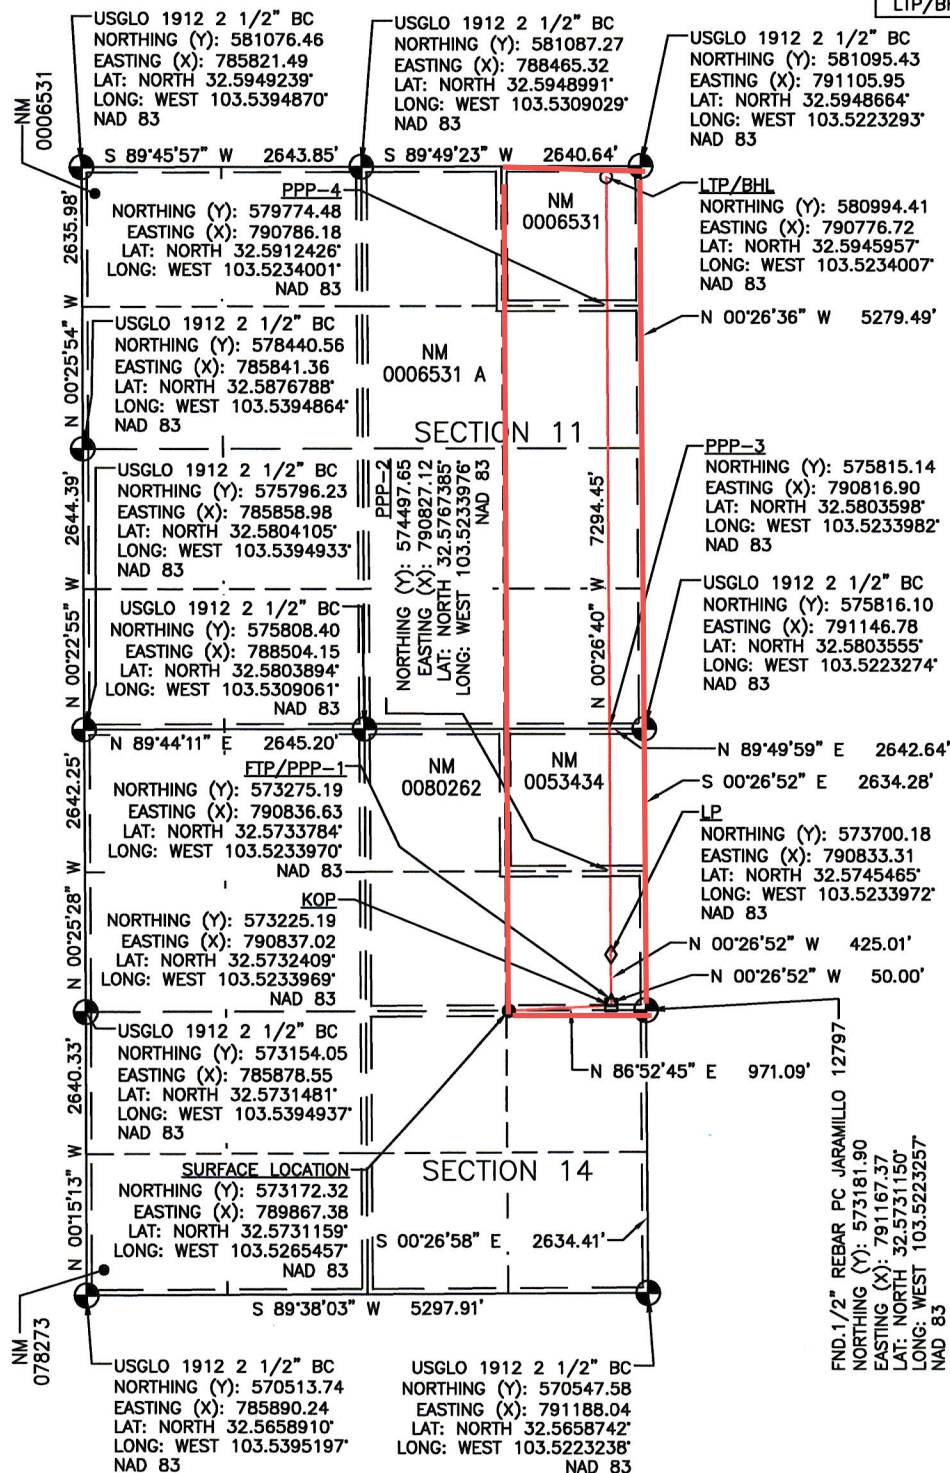 LTP/BH
USGLO 1912 2 1/2" BC
NORTHING (Y): 581076.46
EASTING (X): 785821.49
LAT: NORTH 32.5949239°
LONG: WEST 103.5394870°
NAD 83
USGLO 1912 2 1/2" BC
NORTHING (Y): 581087.27
EASTING (X): 788465.32
LAT: NORTH 32.5948991°
LONG: WEST 103.5309029°
NAD 83
USGLO 1912 2 1/2" BC
NORTHING (Y): 581095.43
EASTING (X): 791105.95
LAT: NORTH 32.5948664°
LONG: WEST 103.5223293°
NAD 83
NM
0006531
S 89°45'57" W 2643.85'
S 89°49'23" W 2640.64'
PPP-4
NORTHING (Y): 579774.48
EASTING (X): 790786.18
LAT: NORTH 32.5912426°
LONG: WEST 103.5234001°
NAD 83
NM
0006531
LTP/BHL
NORTHING (Y): 580994.41
EASTING (X): 790776.72
LAT: NORTH 32.5945957°
LONG: WEST 103.5234007°
NAD 83
N 00°26'36" W 5279.49'
N 00°25'54" W 2635.98'
USGLO 1912 2 1/2" BC
NORTHING (Y): 578440.56
EASTING (X): 785841.36
LAT: NORTH 32.5876788°
LONG: WEST 103.5394864°
NAD 83
NM
0006531 A
SECTION 11
PPP-2
NORTHING (Y): 574497.65
EASTING (X): 790827.12
LAT: NORTH 32.5767385°
LONG: WEST 103.5233976°
NAD 83
N 00°26'40" W 7294.45'
PPP-3
NORTHING (Y): 575815.14
EASTING (X): 790816.90
LAT: NORTH 32.5803598°
LONG: WEST 103.5233982°
NAD 83
N 00°22'55" W 2644.39'
USGLO 1912 2 1/2" BC
NORTHING (Y): 575796.23
EASTING (X): 785858.98
LAT: NORTH 32.5804105°
LONG: WEST 103.5394933°
NAD 83
USGLO 1912 2 1/2" BC
NORTHING (Y): 575808.40
EASTING (X): 788504.15
LAT: NORTH 32.5803894°
LONG: WEST 103.5309061°
NAD 83
USGLO 1912 2 1/2" BC
NORTHING (Y): 575816.10
EASTING (X): 791146.78
LAT: NORTH 32.5803555°
LONG: WEST 103.5223274°
NAD 83
N 89°44'11" E 2645.20'
N 89°49'59" E 2642.64'
S 00°26'52" E 2634.28'
FTP/PPP-1
NORTHING (Y): 573275.19
EASTING (X): 790836.63
LAT: NORTH 32.5733784°
LONG: WEST 103.5233970°
NAD 83
NM
0080262
NM
0053434
LP
NORTHING (Y): 573700.18
EASTING (X): 790833.31
LAT: NORTH 32.5745465°
LONG: WEST 103.5233972°
NAD 83
N 00°25'28" W 2642.25'
KOP
NORTHING (Y): 573225.19
EASTING (X): 790837.02
LAT: NORTH 32.5732409°
LONG: WEST 103.5233969°
NAD 83
N 00°26'52" W 425.01'
N 00°26'52" W 50.00'
N 86°52'45" E 971.09'
USGLO 1912 2 1/2" BC
NORTHING (Y): 573154.05
EASTING (X): 785878.55
LAT: NORTH 32.5731481°
LONG: WEST 103.5394937°
NAD 83
FND.1/2" REBAR PC JARAMILLO 12797
NORTHING (Y): 573181.90
EASTING (X): 791167.37
LAT: NORTH 32.5731150°
LONG: WEST 103.5223257°
NAD 83
N 00°15'13" W 2640.33'
SECTION 14
SURFACE LOCATION
NORTHING (Y): 573172.32
EASTING (X): 789867.38
LAT: NORTH 32.5731159°
LONG: WEST 103.5265457°
NAD 83
S 00°26'58" E 2634.41'
S 89°38'03" W 5297.91'
NM
078273
USGLO 1912 2 1/2" BC
NORTHING (Y): 570513.74
EASTING (X): 785890.24
LAT: NORTH 32.5658910°
LONG: WEST 103.5395197°
NAD 83
USGLO 1912 2 1/2" BC
NORTHING (Y): 570547.58
EASTING (X): 791188.04
LAT: NORTH 32.5658742°
LONG: WEST 103.5223238°
NAD 83